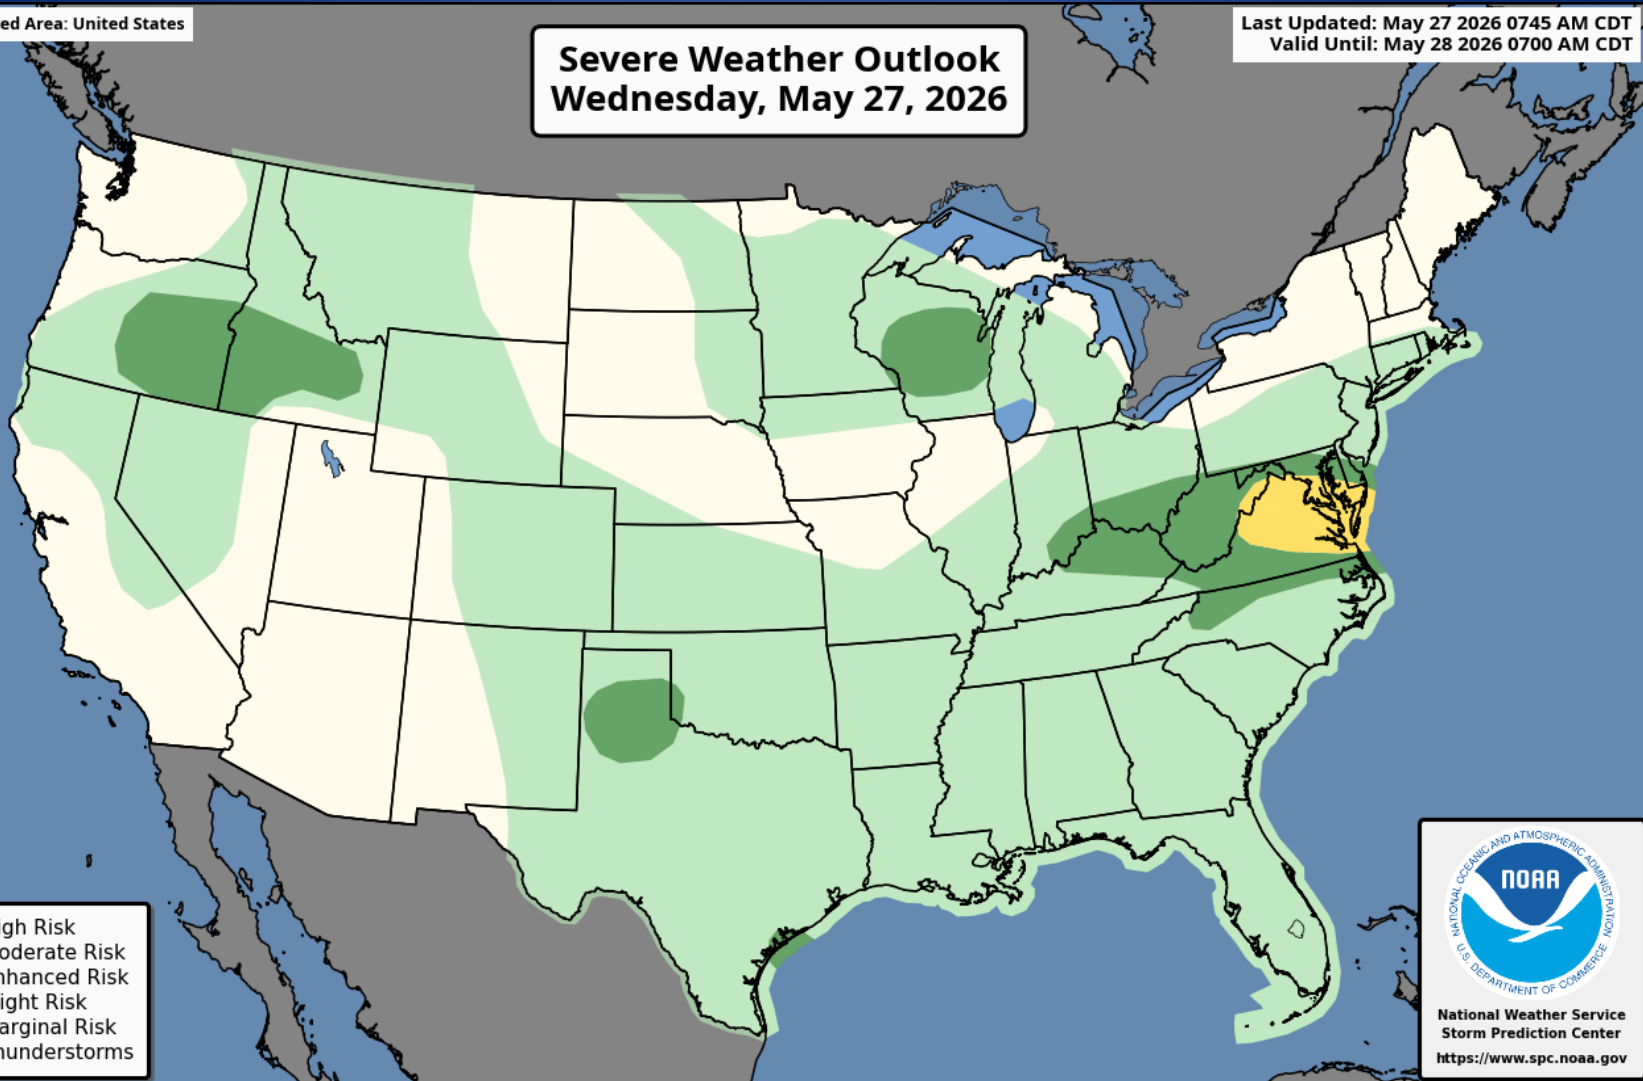 ed Area: United States
Severe Weather Outlook
Wednesday, May 27, 2026
Last Updated: May 27 2026 0745 AM CDT
Valid Until: May 28 2026 0700 AM CDT
igh Risk
oderate Risk
nhanced Risk
ight Risk
arginal Risk
hunderstorms
NATIONAL OCEANIC AND ATMOSPHERIC ADMINISTRATION
NOAA
U.S. DEPARTMENT OF COMMERCE
National Weather Service
Storm Prediction Center
https://www.spc.noaa.gov